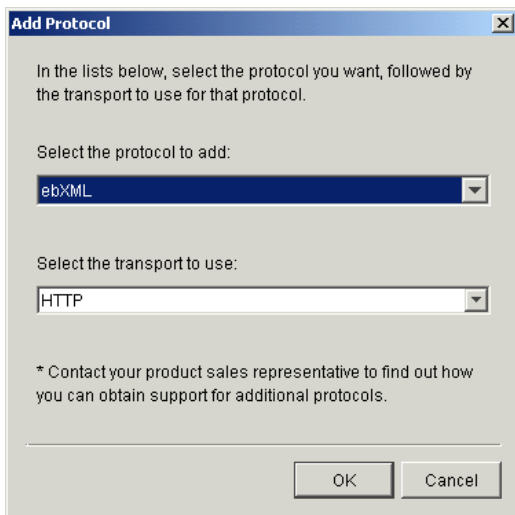 Add Protocol
In the lists below, select the protocol you want, followed by
the transport to use for that protocol.
Select the protocol to add:
ebXML
Select the transport to use:
HTTP
* Contact your product sales representative to find out how
you can obtain support for additional protocols.
OK
Cancel